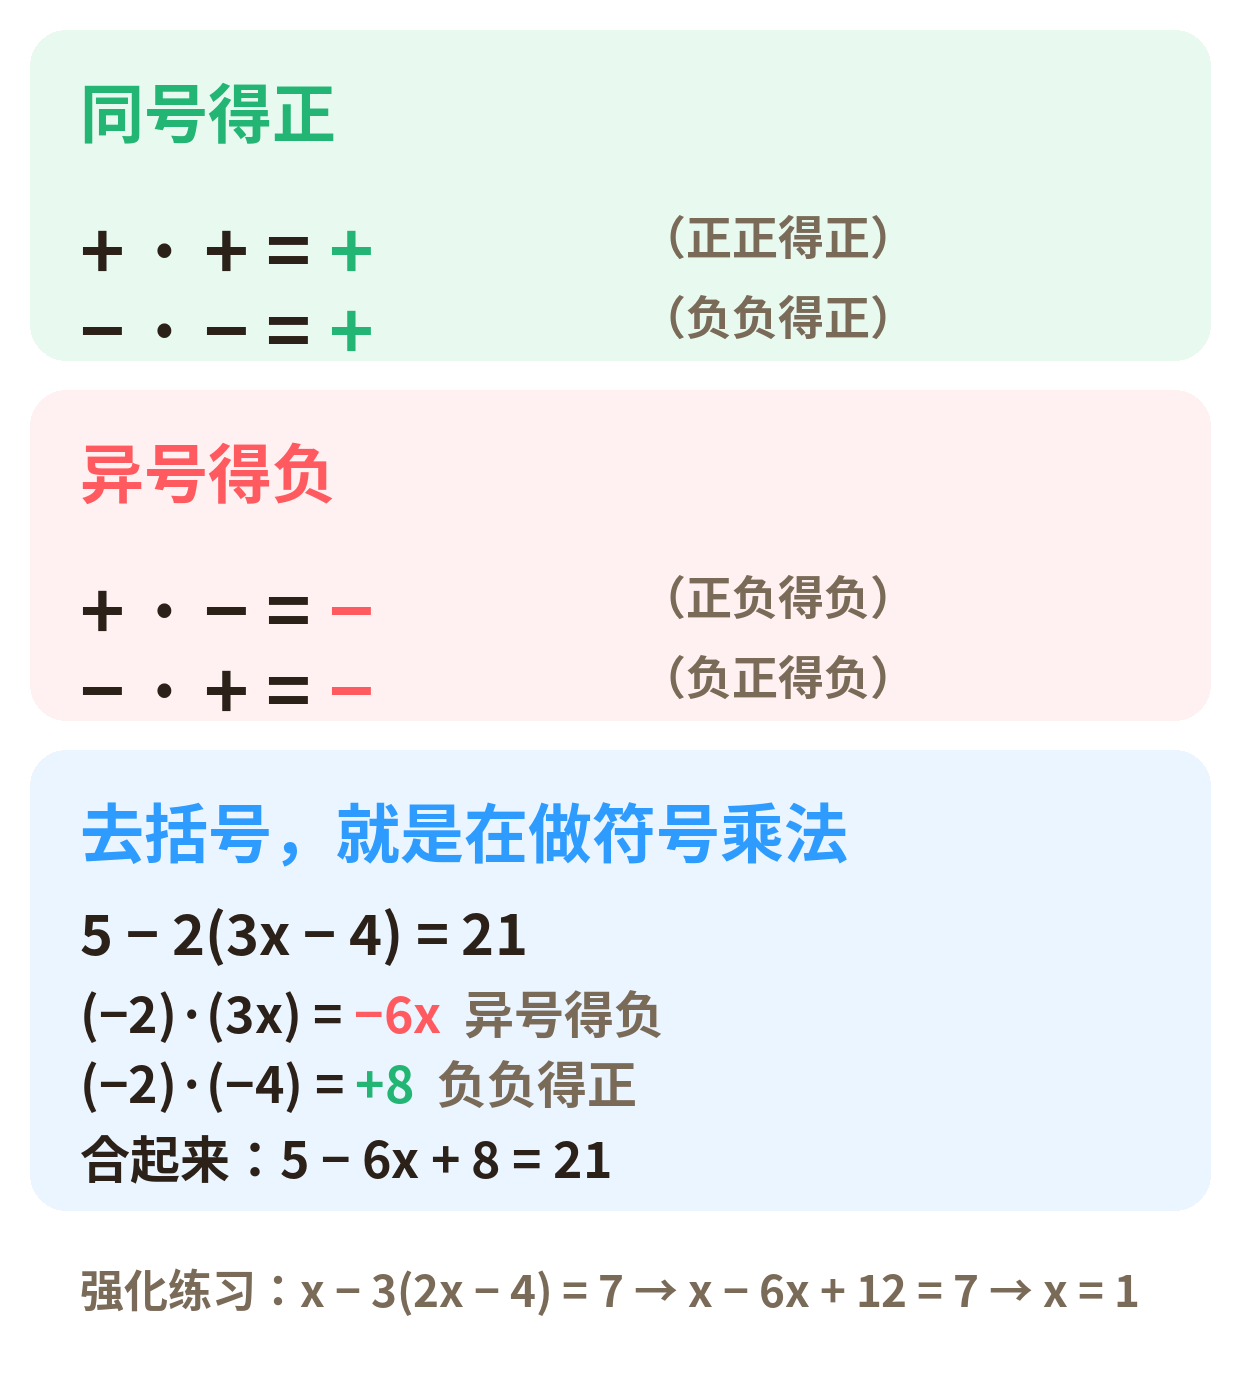 同号得正
+ · + = + （正正得正）
− · − = + （负负得正）
异号得负
+ · − = − （正负得负）
− · + = − （负正得负）
去括号，就是在做符号乘法
5 − 2(3x − 4) = 21
(−2) · (3x) = −6x 异号得负
(−2) · (−4) = +8 负负得正
合起来：5 − 6x + 8 = 21
强化练习：x − 3(2x − 4) = 7 → x − 6x + 12 = 7 → x = 1